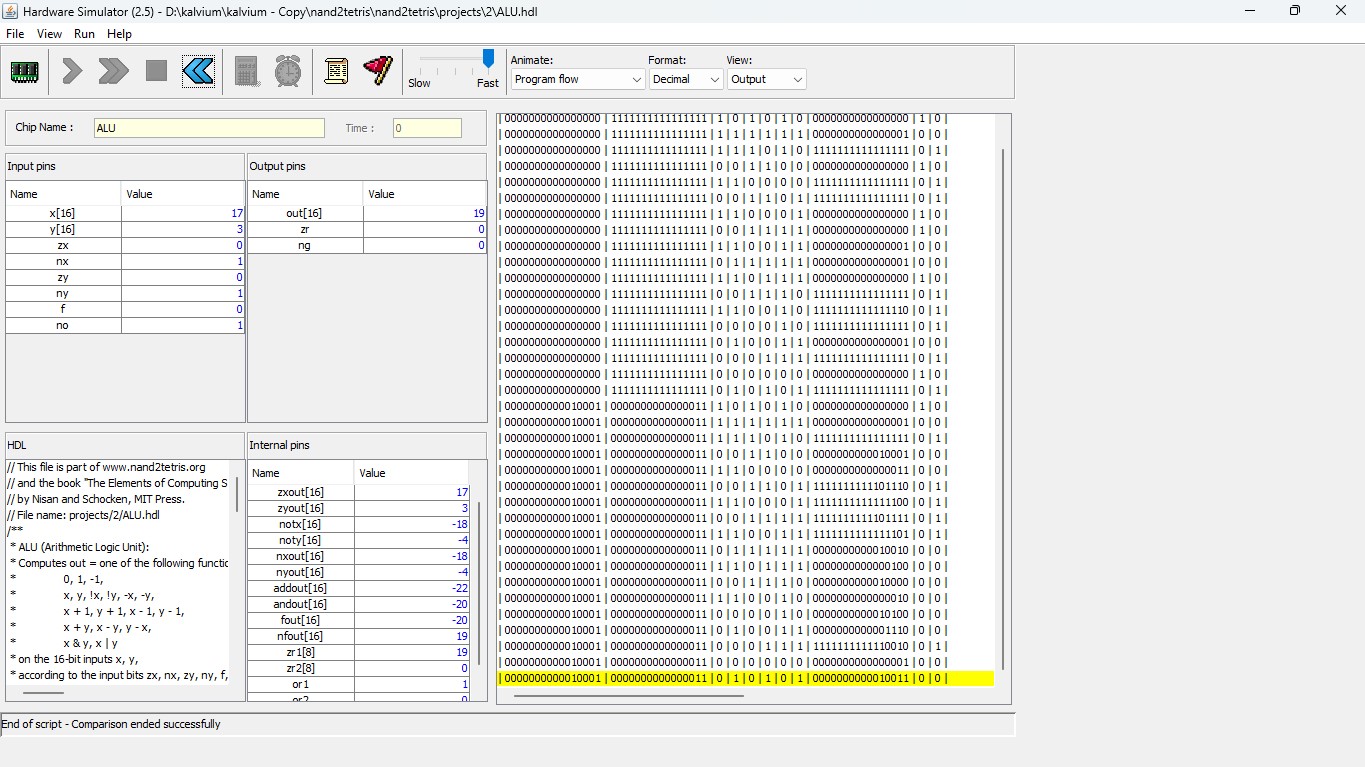 Hardware Simulator (2.5) - D:\kalvium\kalvium - Copy\nand2tetris\nand2tetris\projects\2\ALU.hdl
File View Run Help
Slow Fast
Animate: Format: View:
Program flow Decimal Output
Chip Name : ALU Time : 0
Input pins
Name Value
x[16] 17
y[16] 3
zx 0
nx 1
zy 0
ny 1
f 0
no 1
Output pins
Name Value
out[16] 19
zr 0
ng 0
HDL
// This file is part of www.nand2tetris.org
// and the book "The Elements of Computing S
// by Nisan and Schocken, MIT Press.
// File name: projects/2/ALU.hdl
/**
* ALU (Arithmetic Logic Unit):
* Computes out = one of the following functic
* 0, 1, -1,
* x, y, !x, !y, -x, -y,
* x + 1, y + 1, x - 1, y - 1,
* x + y, x - y, y - x,
* x & y, x | y
* on the 16-bit inputs x, y,
* according to the input bits zx, nx, zy, ny, f,
Internal pins
Name Value
zxout[16] 17
zyout[16] 3
notx[16] -18
noty[16] -4
nxout[16] -18
nyout[16] -4
addout[16] -22
andout[16] -20
fout[16] -20
nfout[16] 19
zr1[8] 19
zr2[8] 0
or1 1
or2 0
|0000000000000000 | 1111111111111111 |1|0|1|0|1|0|0000000000000000 |1|0|
|0000000000000000 | 1111111111111111 |1|1|1|1|1|1|0000000000000001 |0|0|
|0000000000000000 | 1111111111111111 |1|1|1|0|1|0|1111111111111111 |0|1|
|0000000000000000 | 1111111111111111 |0|0|1|1|0|0|0000000000000000 |1|0|
|0000000000000000 | 1111111111111111 |1|1|0|0|0|0|1111111111111111 |0|1|
|0000000000000000 | 1111111111111111 |0|0|1|1|0|1|1111111111111111 |0|1|
|0000000000000000 | 1111111111111111 |1|1|0|0|0|1|0000000000000000 |1|0|
|0000000000000000 | 1111111111111111 |0|0|1|1|1|1|0000000000000000 |1|0|
|0000000000000000 | 1111111111111111 |1|1|0|0|1|1|0000000000000001 |0|0|
|0000000000000000 | 1111111111111111 |0|1|1|1|1|1|0000000000000001 |0|0|
|0000000000000000 | 1111111111111111 |1|1|0|1|1|1|0000000000000000 |1|0|
|0000000000000000 | 1111111111111111 |0|0|1|1|1|0|1111111111111111 |0|1|
|0000000000000000 | 1111111111111111 |1|1|0|0|1|0|1111111111111110 |0|1|
|0000000000000000 | 1111111111111111 |0|0|0|0|1|0|1111111111111111 |0|1|
|0000000000000000 | 1111111111111111 |0|1|0|0|1|1|0000000000000001 |0|0|
|0000000000000000 | 1111111111111111 |0|0|0|1|1|1|1111111111111111 |0|1|
|0000000000000000 | 1111111111111111 |0|0|0|0|0|0|0000000000000000 |1|0|
|0000000000000000 | 1111111111111111 |0|1|0|1|0|1|1111111111111111 |0|1|
|0000000000010001 | 0000000000000011 |1|0|1|0|1|0|0000000000000000 |1|0|
|0000000000010001 | 0000000000000011 |1|1|1|1|1|1|0000000000000001 |0|0|
|0000000000010001 | 0000000000000011 |1|1|1|0|1|0|1111111111111111 |0|1|
|0000000000010001 | 0000000000000011 |0|0|1|1|0|0|0000000000010001 |0|0|
|0000000000010001 | 0000000000000011 |1|1|0|0|0|0|0000000000000011 |0|0|
|0000000000010001 | 0000000000000011 |0|0|1|1|0|1|1111111111101110 |0|1|
|0000000000010001 | 0000000000000011 |1|1|0|0|0|1|1111111111111100 |0|1|
|0000000000010001 | 0000000000000011 |0|0|1|1|1|1|1111111111101111 |0|1|
|0000000000010001 | 0000000000000011 |1|1|0|0|1|1|1111111111111101 |0|1|
|0000000000010001 | 0000000000000011 |0|1|1|1|1|1|0000000000010010 |0|0|
|0000000000010001 | 0000000000000011 |1|1|0|1|1|1|0000000000000100 |0|0|
|0000000000010001 | 0000000000000011 |0|0|1|1|1|0|0000000000010000 |0|0|
|0000000000010001 | 0000000000000011 |1|1|0|0|1|0|0000000000000010 |0|0|
|0000000000010001 | 0000000000000011 |0|0|0|0|1|0|0000000000010100 |0|0|
|0000000000010001 | 0000000000000011 |0|1|0|0|1|1|0000000000001110 |0|0|
|0000000000010001 | 0000000000000011 |0|0|0|1|1|1|1111111111110010 |0|1|
|0000000000010001 | 0000000000000011 |0|0|0|0|0|0|0000000000000001 |0|0|
|0000000000010001 | 0000000000000011 |0|1|0|1|0|1|0000000000010011 |0|0|
End of script - Comparison ended successfully